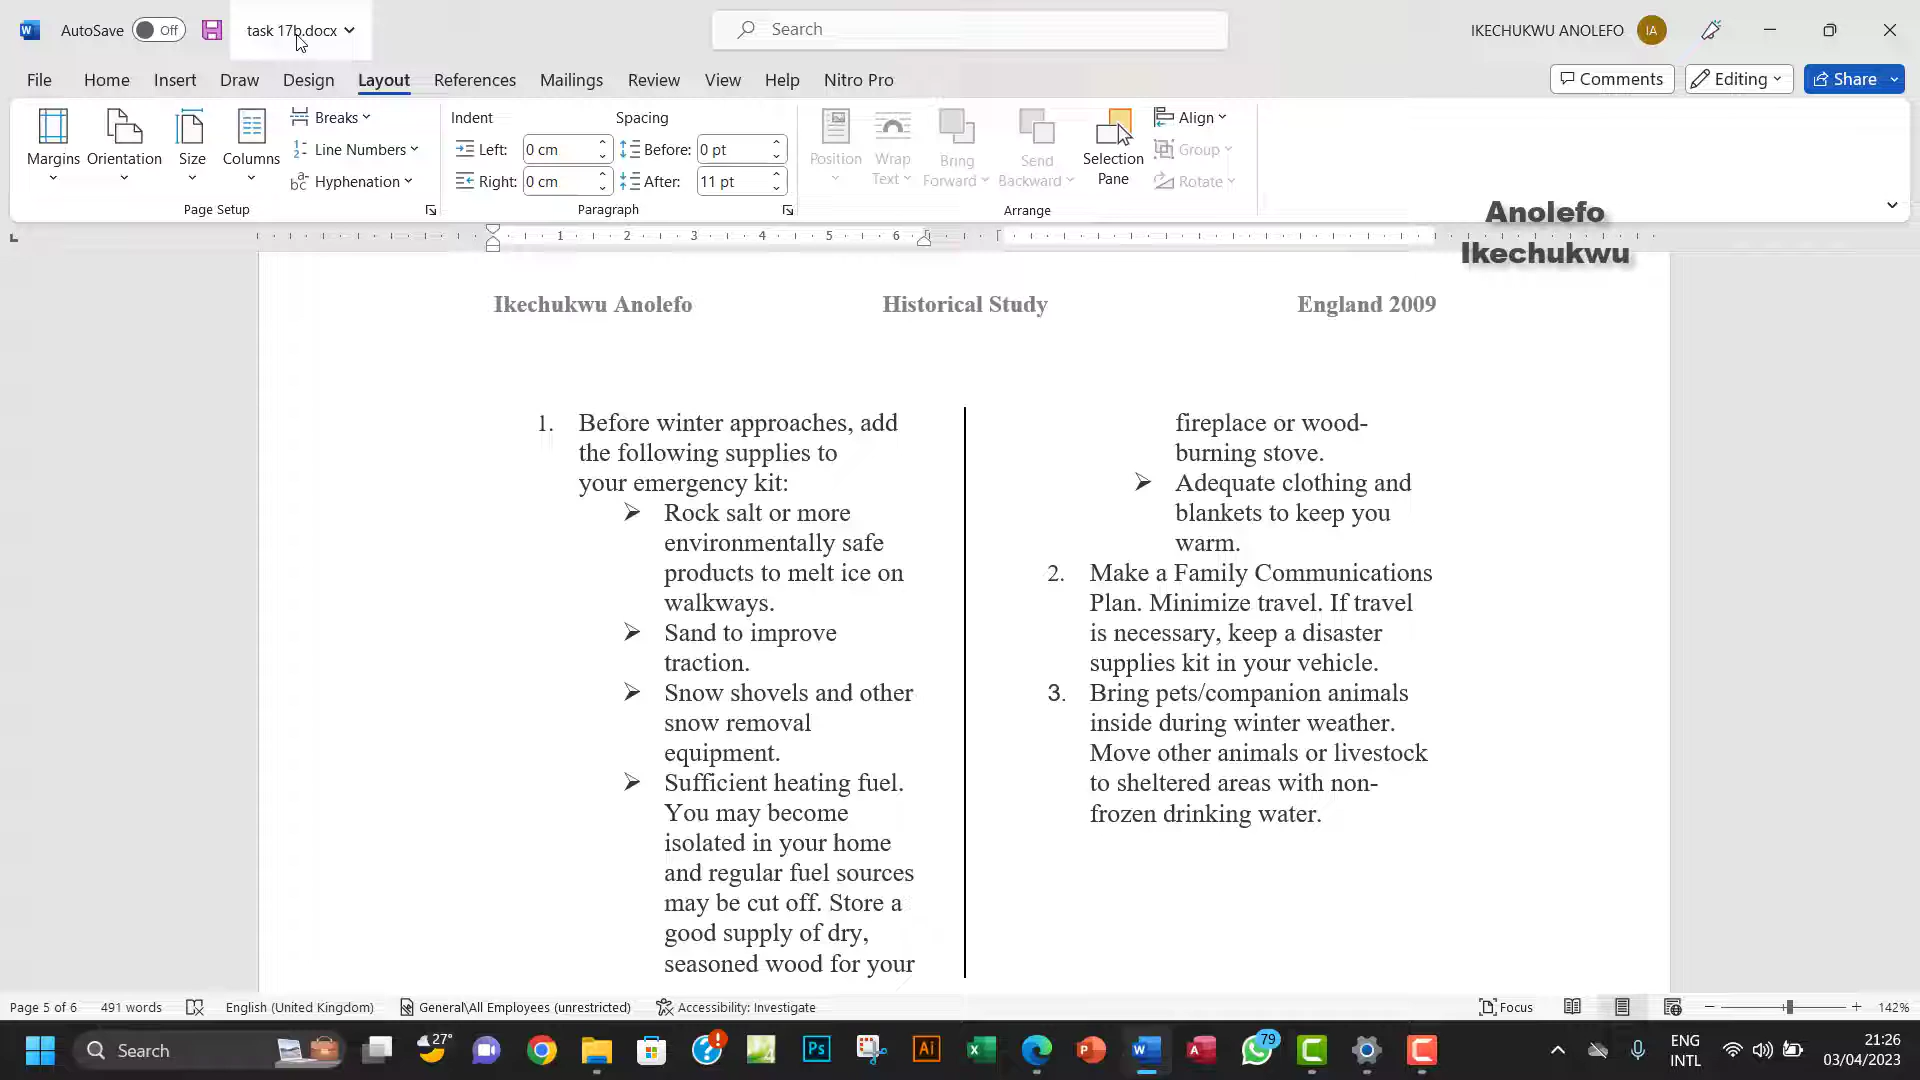 AutoSave Off task 17b.docx Search IKECHUKWU ANOLEFO IA
File Home Insert Draw Design Layout References Mailings Review View Help Nitro Pro Comments Editing Share
Margins Orientation Size Columns Breaks Line Numbers Hyphenation
Page Setup
Indent Spacing
Left: 0 cm Before: 0 pt
Right: 0 cm After: 11 pt
Paragraph
Position Wrap Text Bring Forward Send Backward Selection Pane Align Group Rotate
Arrange
Anolefo
Ikechukwu
1 2 3 4 5 6
Ikechukwu Anolefo Historical Study England 2009
1. Before winter approaches, add
the following supplies to
your emergency kit:
➢ Rock salt or more
environmentally safe
products to melt ice on
walkways.
➢ Sand to improve
traction.
➢ Snow shovels and other
snow removal
equipment.
➢ Sufficient heating fuel.
You may become
isolated in your home
and regular fuel sources
may be cut off. Store a
good supply of dry,
seasoned wood for your
fireplace or wood-
burning stove.
➢ Adequate clothing and
blankets to keep you
warm.
2. Make a Family Communications
Plan. Minimize travel. If travel
is necessary, keep a disaster
supplies kit in your vehicle.
3. Bring pets/companion animals
inside during winter weather.
Move other animals or livestock
to sheltered areas with non-
frozen drinking water.
Page 5 of 6 491 words English (United Kingdom) General\All Employees (unrestricted) Accessibility: Investigate Focus 142%
Search 27° Ps Ai 79 ENG INTL 21:26
03/04/2023